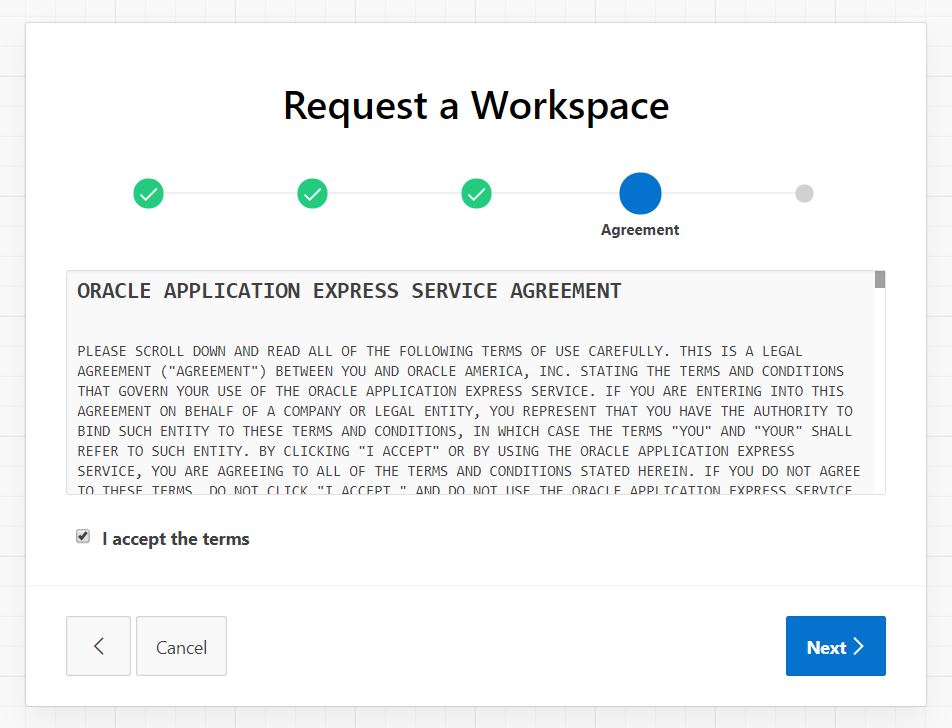 Request a Workspace
Agreement
ORACLE APPLICATION EXPRESS SERVICE AGREEMENT
PLEASE SCROLL DOWN AND READ ALL OF THE FOLLOWING TERMS OF USE CAREFULLY. THIS IS A LEGAL
AGREEMENT ("AGREEMENT") BETWEEN YOU AND ORACLE AMERICA, INC. STATING THE TERMS AND CONDITIONS
THAT GOVERN YOUR USE OF THE ORACLE APPLICATION EXPRESS SERVICE. IF YOU ARE ENTERING INTO THIS
AGREEMENT ON BEHALF OF A COMPANY OR LEGAL ENTITY, YOU REPRESENT THAT YOU HAVE THE AUTHORITY TO
BIND SUCH ENTITY TO THESE TERMS AND CONDITIONS, IN WHICH CASE THE TERMS "YOU" AND "YOUR" SHALL
REFER TO SUCH ENTITY. BY CLICKING "I ACCEPT" OR BY USING THE ORACLE APPLICATION EXPRESS
SERVICE, YOU ARE AGREEING TO ALL OF THE TERMS AND CONDITIONS STATED HEREIN. IF YOU DO NOT AGREE
TO THESE TERMS, DO NOT CLICK "I ACCEPT," AND DO NOT USE THE ORACLE APPLICATION EXPRESS SERVICE
I accept the terms
Cancel
Next